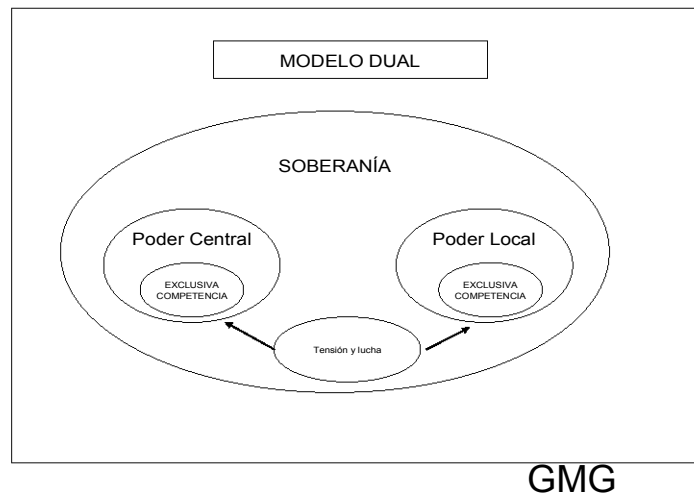 MODELO DUAL
SOBERANÍA
Poder Central
EXCLUSIVA
COMPETENCIA
Poder Local
EXCLUSIVA
COMPETENCIA
Tensión y lucha
GMG